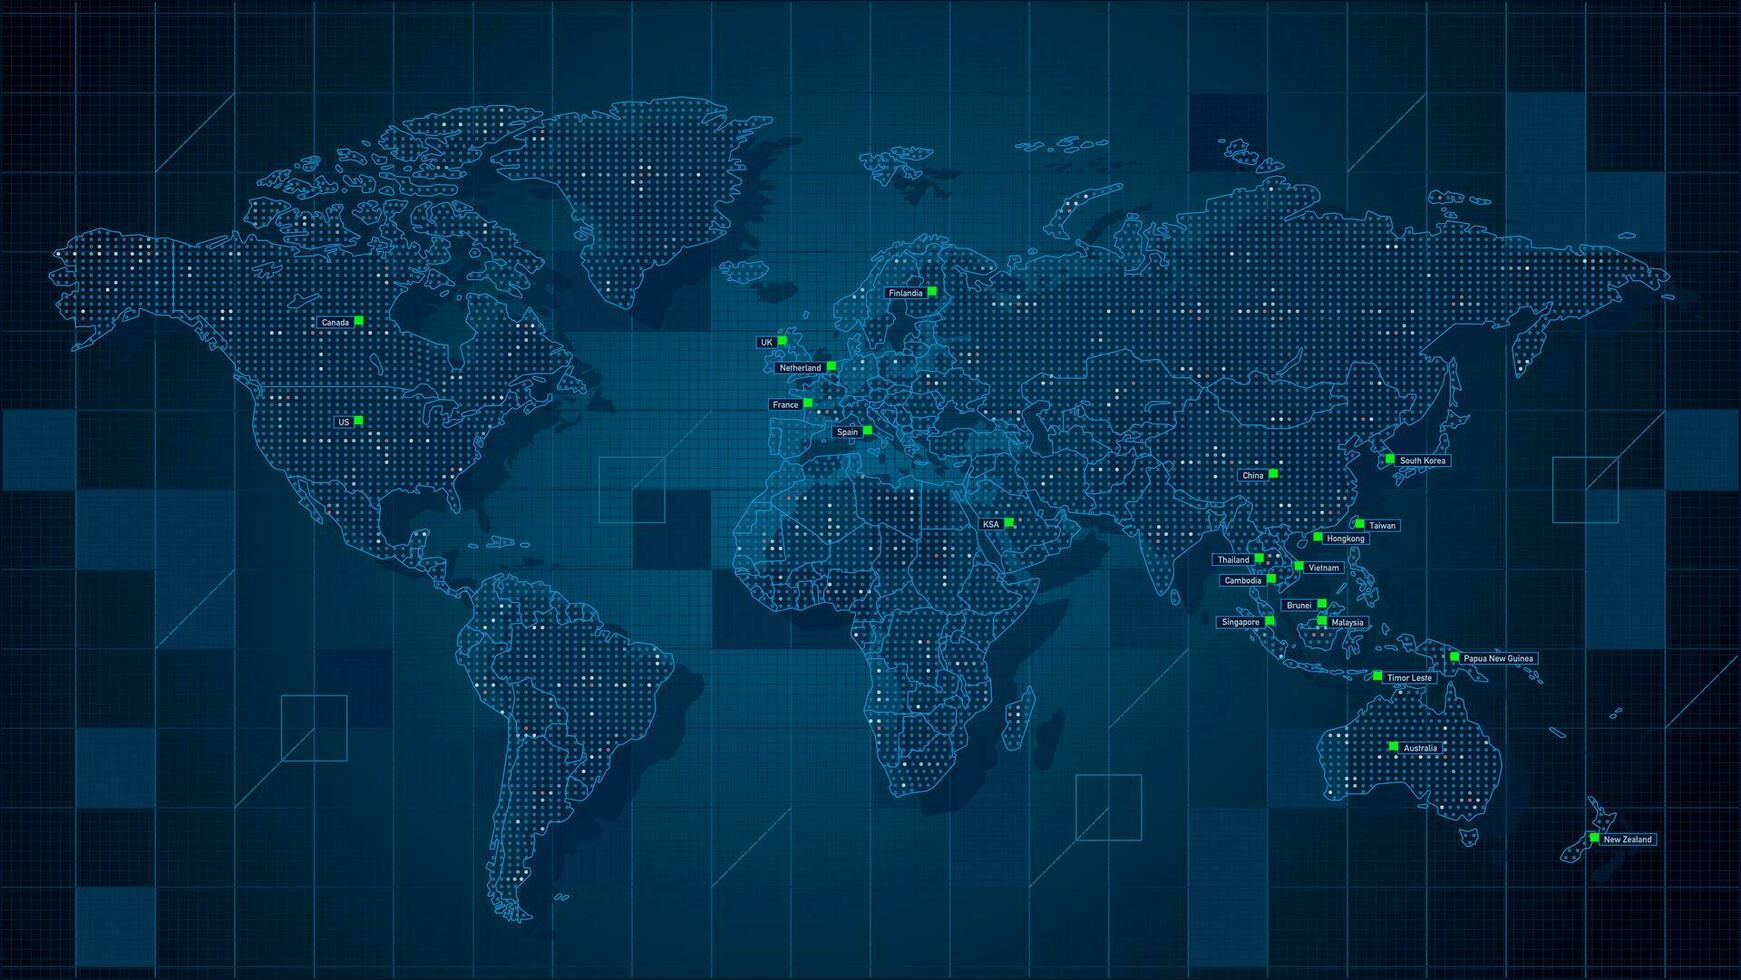 Finlandia
Canada
UK
Netherland
France
US
Spain
South Korea
China
KSA
Taiwan
Hongkong
Thailand
Vietnam
Cambodia
Brunei
Singapore
Malaysia
Papua New Guinea
Timor Leste
Australia
New Zealand